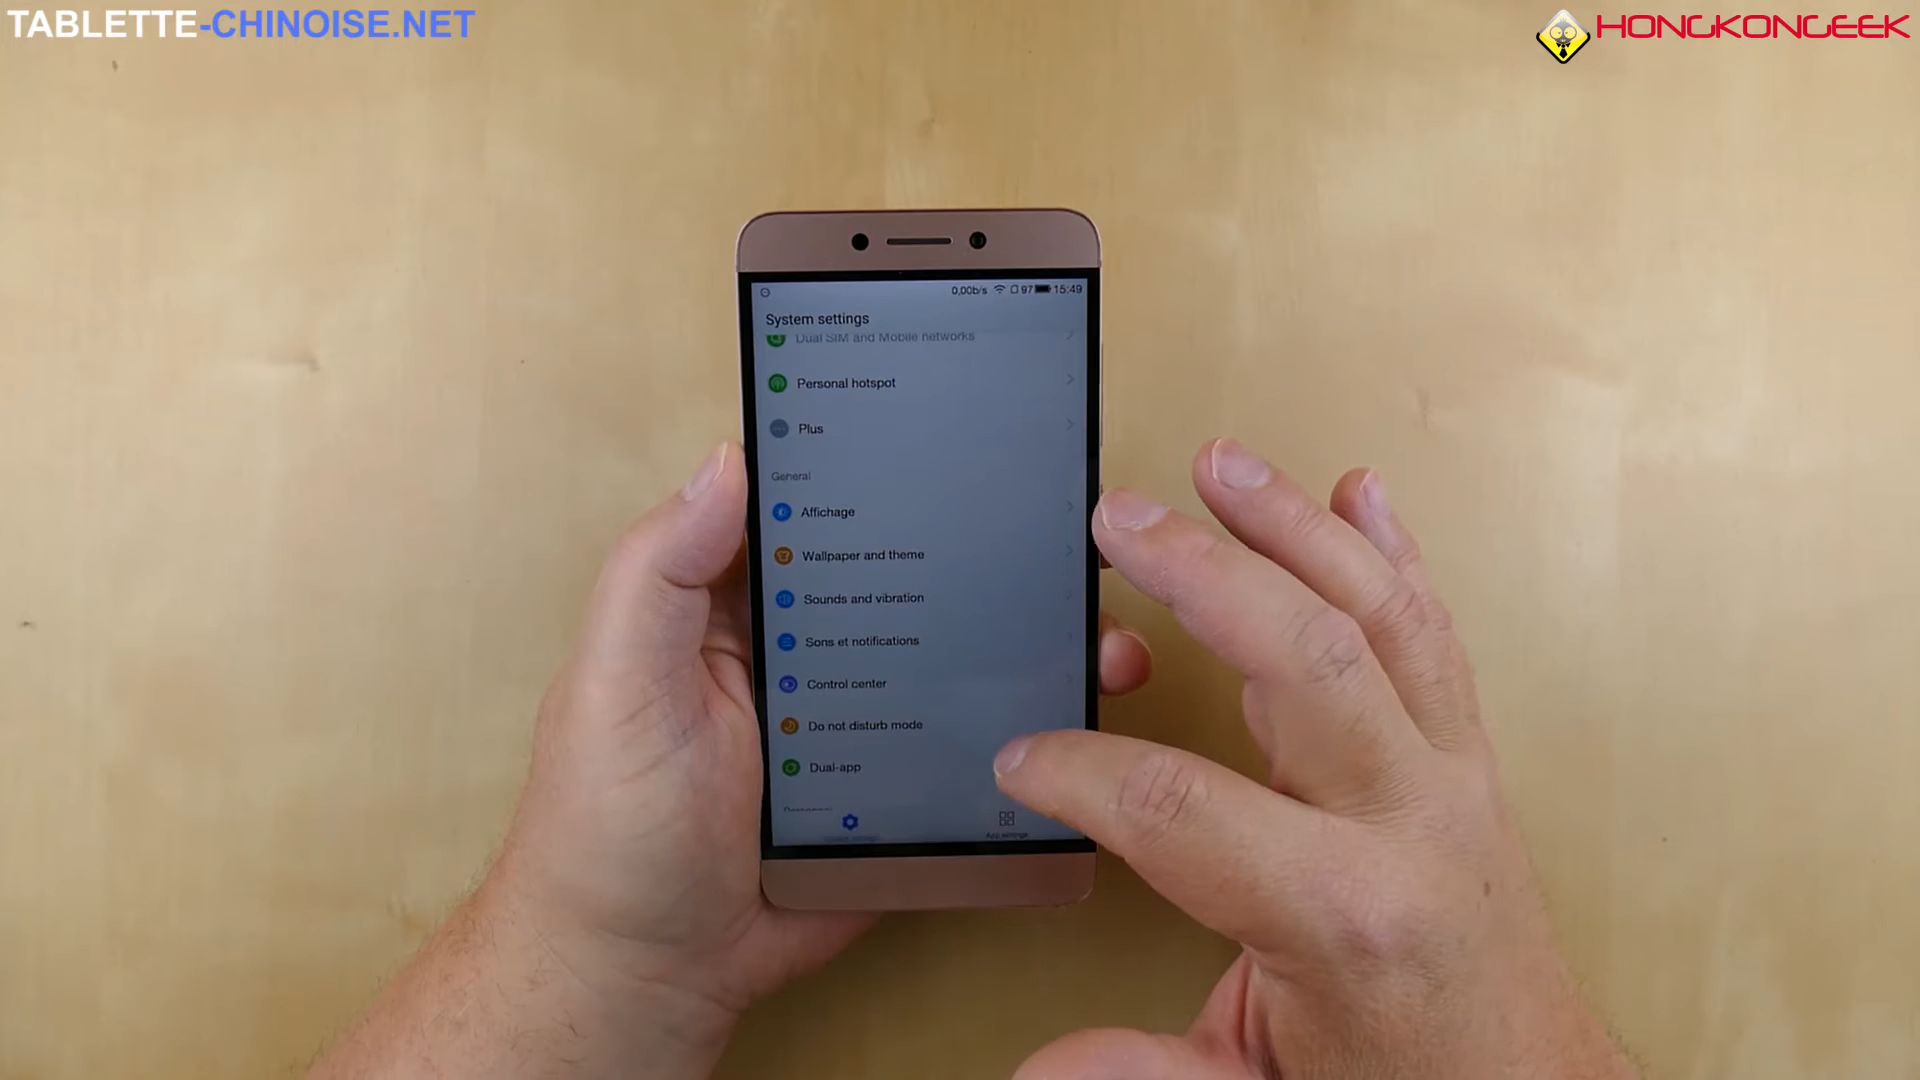 TABLETTE-CHINOISE.NET
HONGKONGEEK
0,00b/s 97 15:49
System settings
Dual SIM and Mobile networks
Personal hotspot
Plus
General
Affichage
Wallpaper and theme
Sounds and vibration
Sons et notifications
Control center
Do not disturb mode
Dual-app
App settings